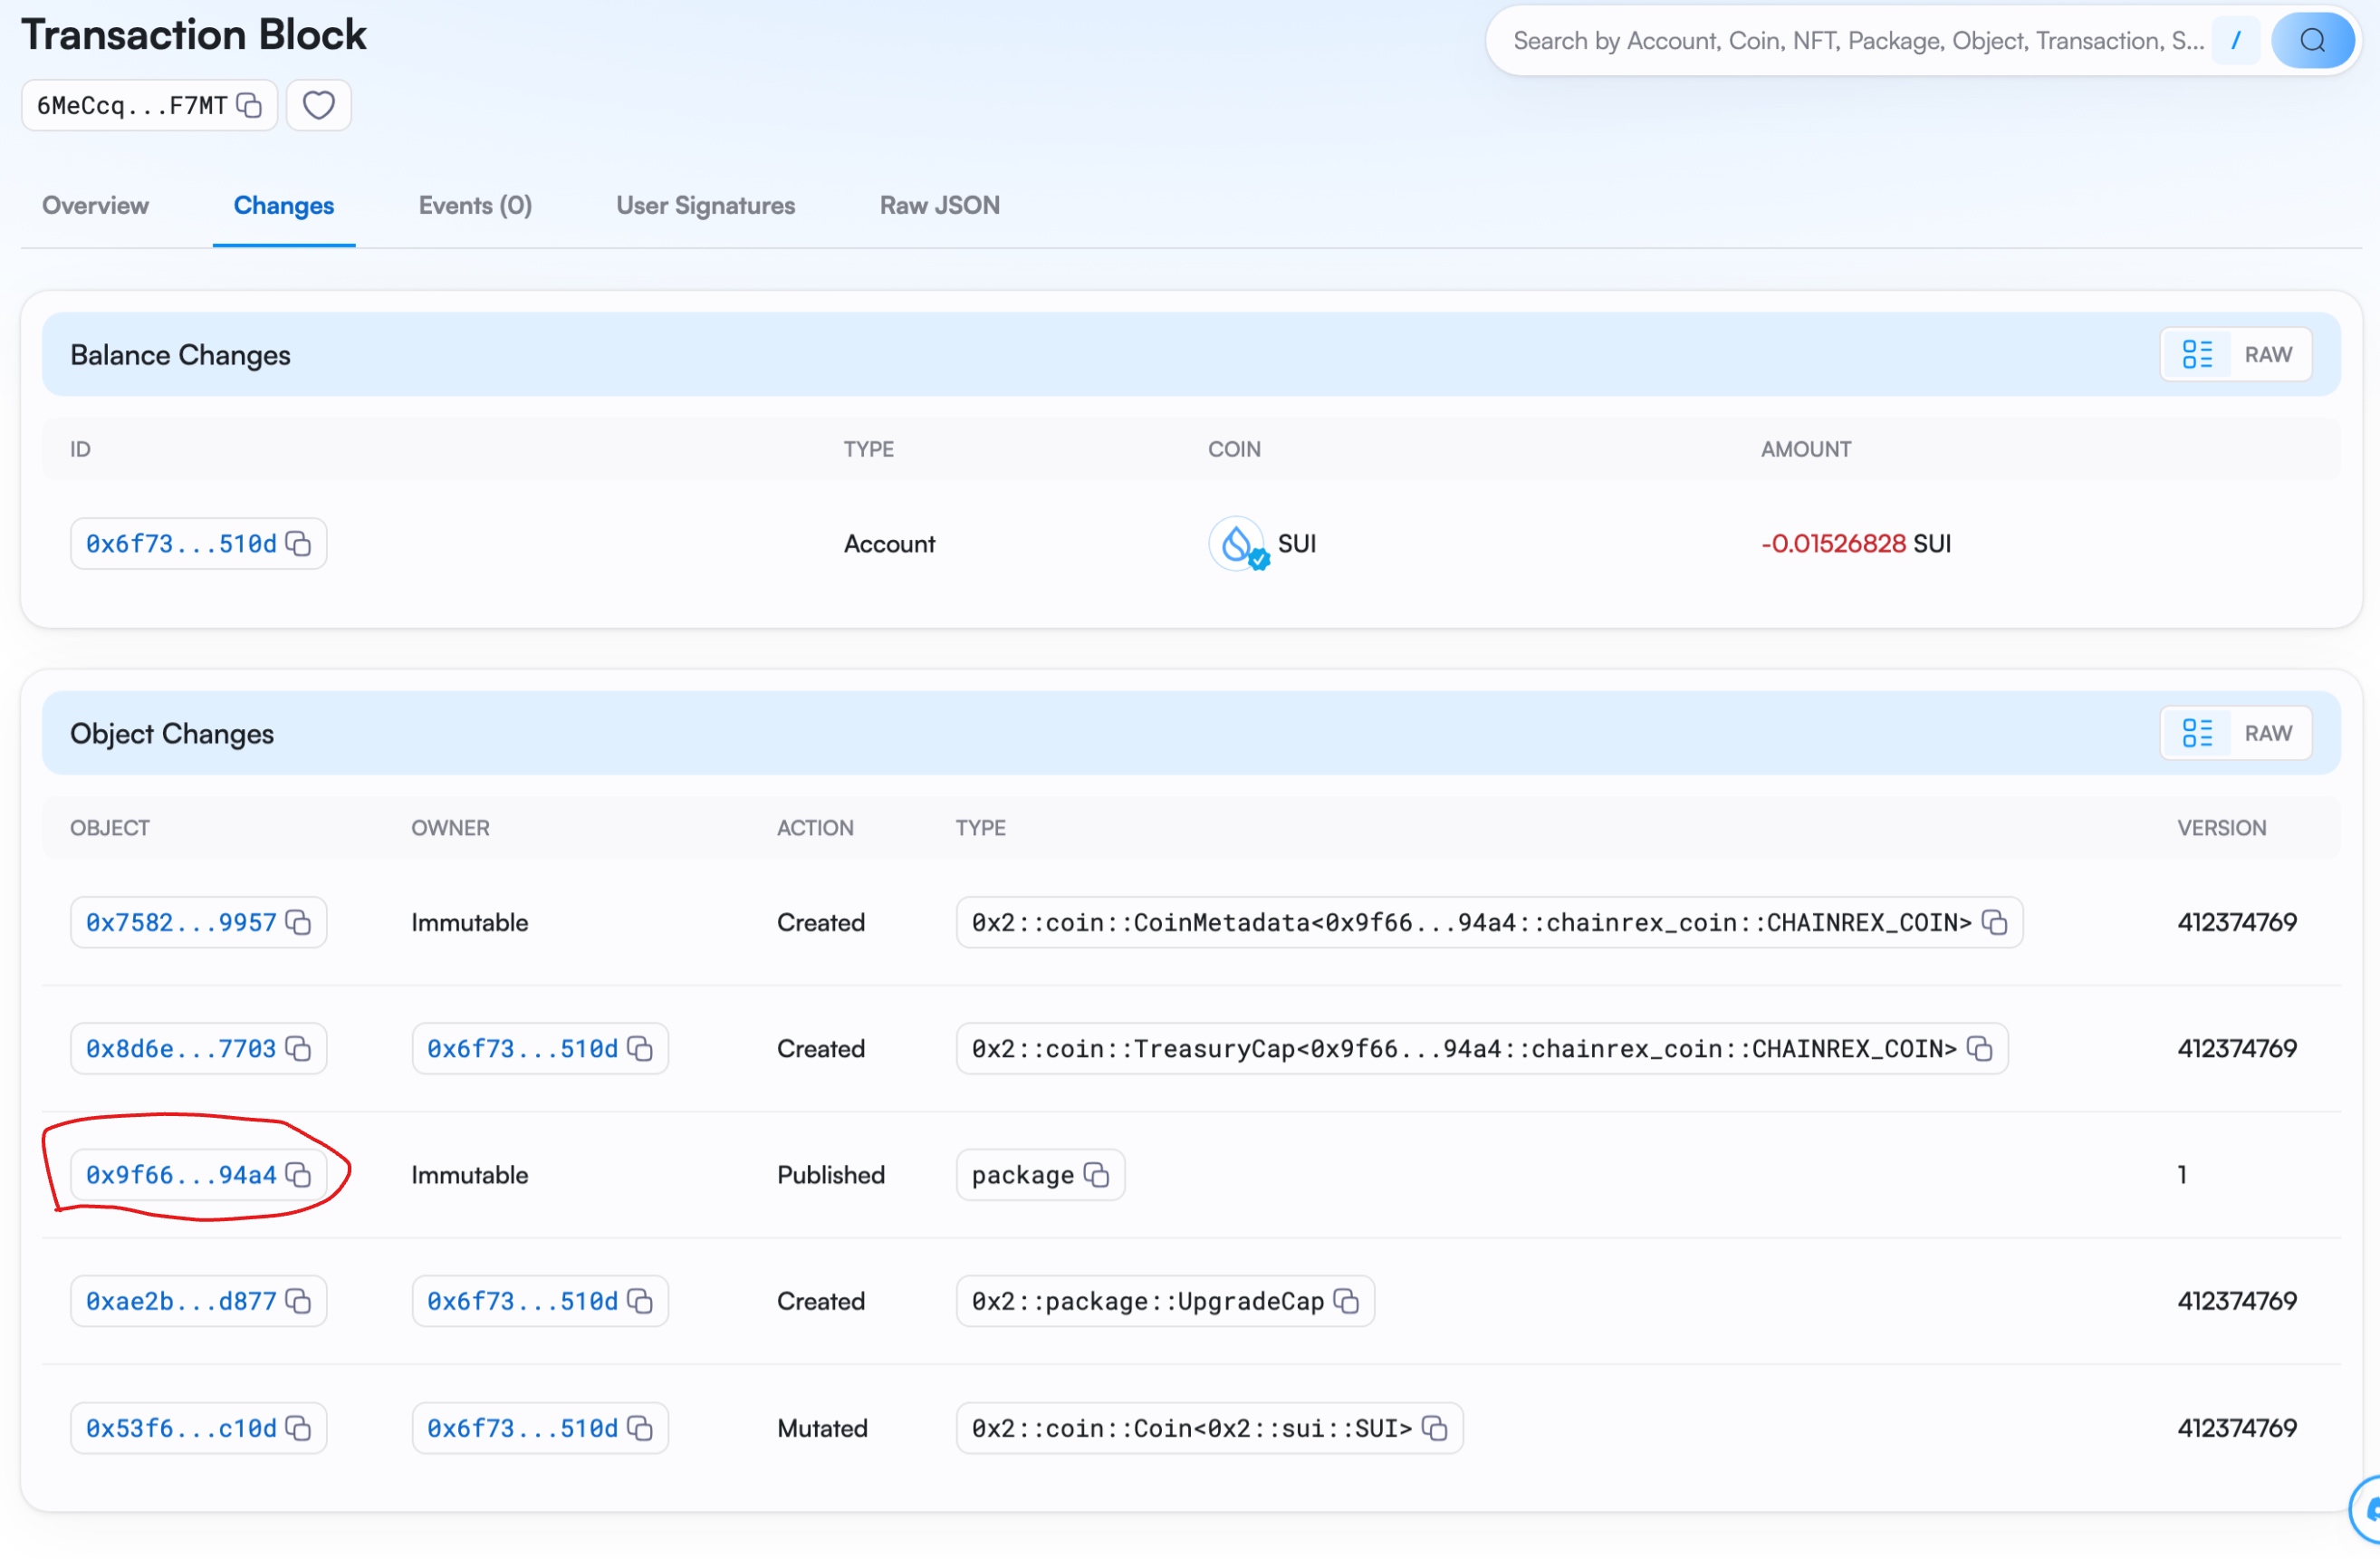 Transaction Block
Search by Account, Coin, NFT, Package, Object, Transaction, S... /
6MeCcq...F7MT
Overview Changes Events (0) User Signatures Raw JSON
Balance Changes RAW
ID TYPE COIN AMOUNT
0x6f73...510d Account SUI -0.01526828 SUI
Object Changes RAW
OBJECT OWNER ACTION TYPE VERSION
0x7582...9957 Immutable Created 0x2::coin::CoinMetadata<0x9f66...94a4::chainrex_coin::CHAINREX_COIN> 412374769
0x8d6e...7703 0x6f73...510d Created 0x2::coin::TreasuryCap<0x9f66...94a4::chainrex_coin::CHAINREX_COIN> 412374769
0x9f66...94a4 Immutable Published package 1
0xae2b...d877 0x6f73...510d Created 0x2::package::UpgradeCap 412374769
0x53f6...c10d 0x6f73...510d Mutated 0x2::coin::Coin<0x2::sui::SUI> 412374769